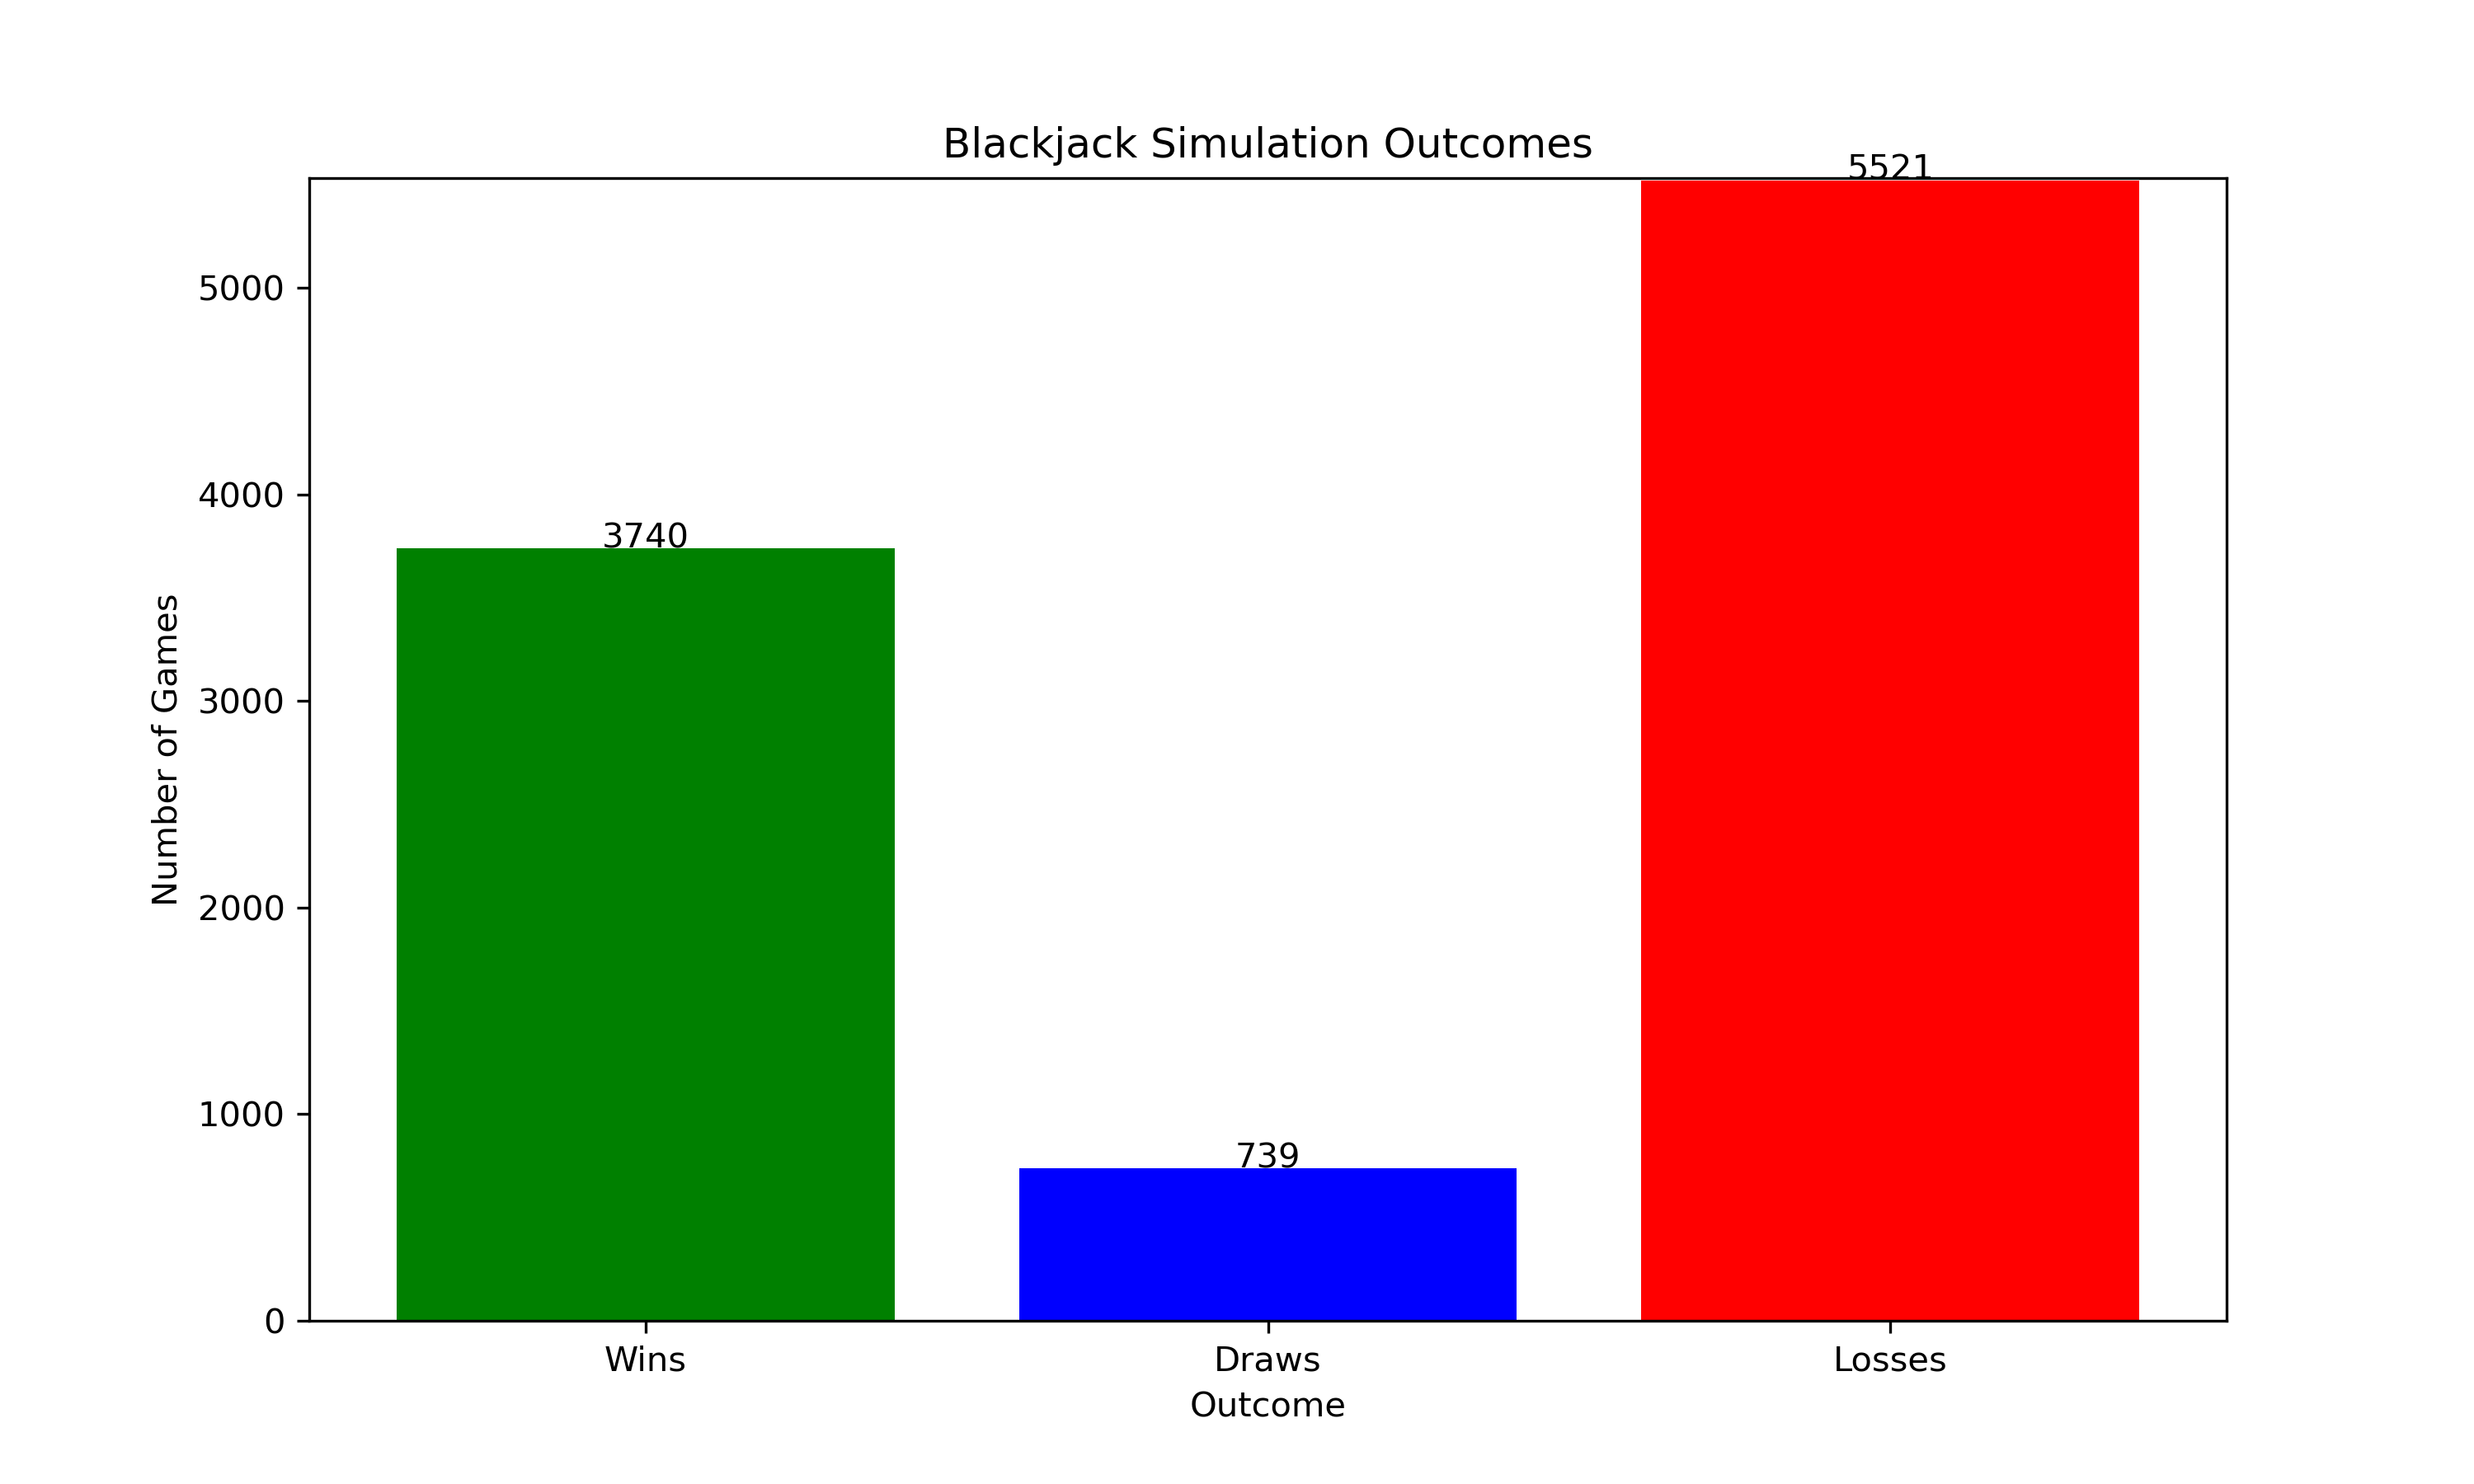 Blackjack Simulation Outcomes
5521
5000
4000
3740
3000
Number of Games
2000
1000
739
0
Wins
Draws
Losses
Outcome